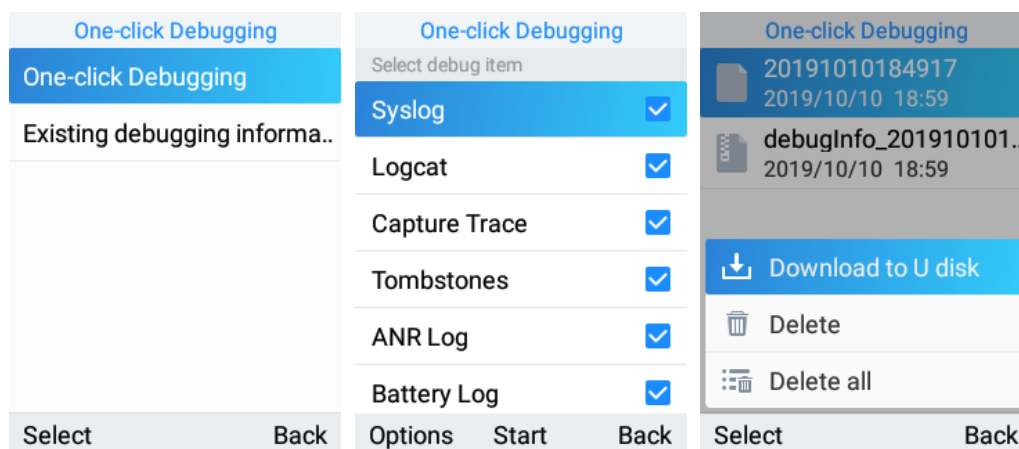 One-click Debugging
One-click Debugging
Existing debugging informa..
Select Back
One-click Debugging
Select debug item
Syslog
Logcat
Capture Trace
Tombstones
ANR Log
Battery Log
Options Start Back
One-click Debugging
20191010184917
2019/10/10 18:59
debugInfo_201910101..
2019/10/10 18:59
Download to U disk
Delete
Delete all
Select Back